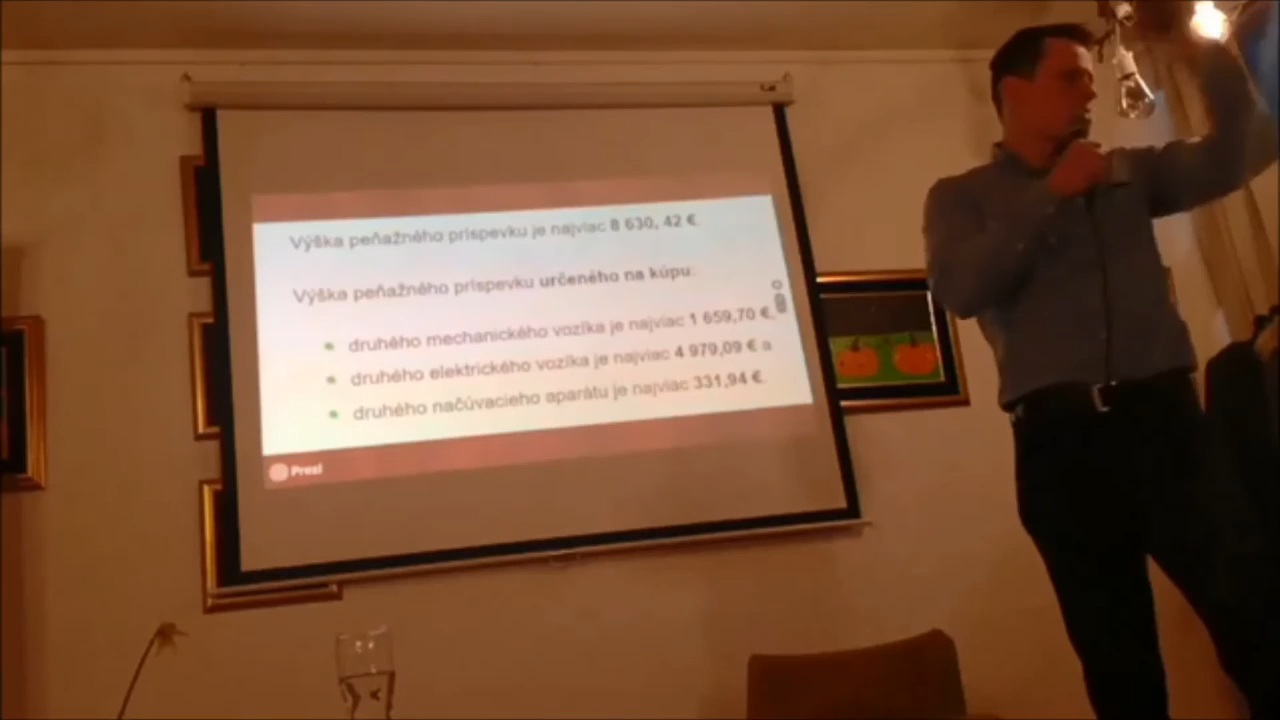 Výška peňažného príspevku je najviac 8 630, 42 €.
Výška peňažného príspevku určeného na kúpu:
druhého mechanického vozíka je najviac 1 659,70 €,
druhého elektrického vozíka je najviac 4 979,09 € a
druhého načúvacieho aparátu je najviac 331,94 €.
Prezi